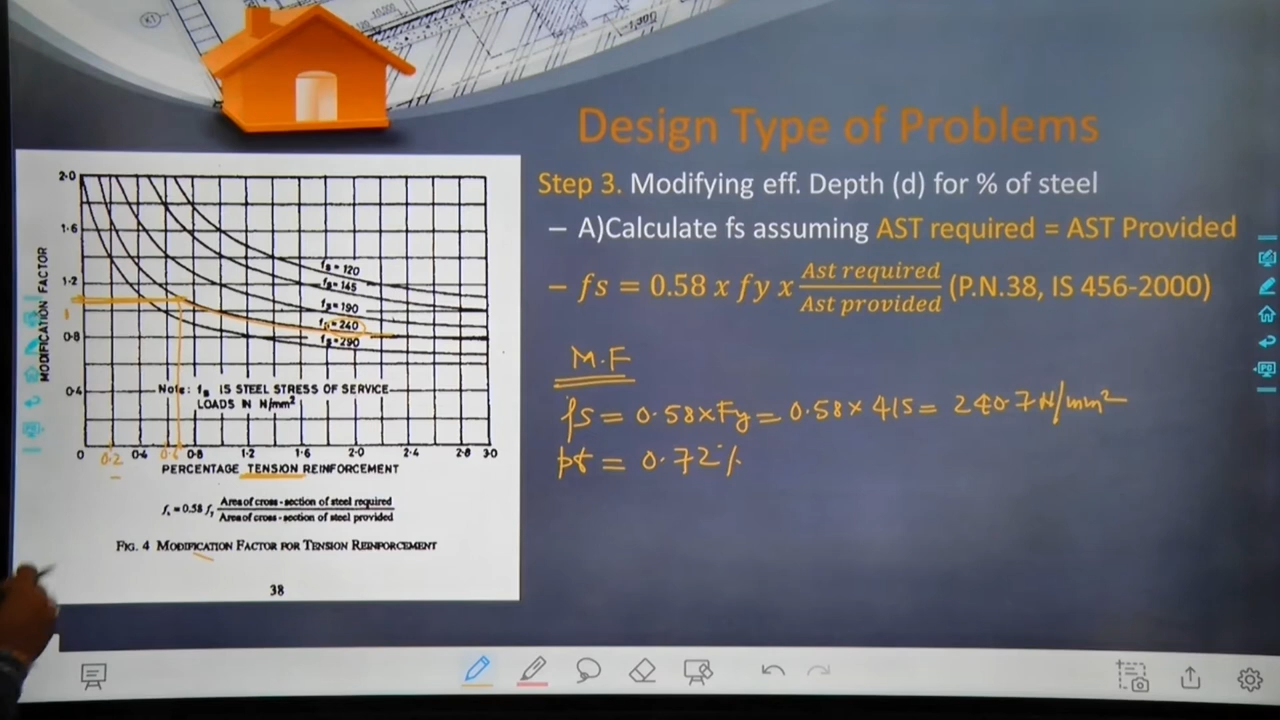 -1,300
Design Type of Problems
Step 3. Modifying eff. Depth (d) for % of steel
– A)Calculate fs assuming AST required = AST Provided
– fs = 0.58 x fy x Ast required / Ast provided (P.N.38, IS 456-2000)
M.F
fs = 0.58xFy = 0.58 x 415 = 240.7 N/mm²
pt = 0.72%
2·0
1·6
1·2
0·8
0·4
MODIFICATION FACTOR
fs = 120
fs = 145
fs = 190
fs = 240
fs = 290
Note: fs IS STEEL STRESS OF SERVICE
LOADS IN N/mm²
0 0·4 0·8 1·2 1·6 2·0 2·4 2·8 3·0
0.2 0.6
PERCENTAGE TENSION REINFORCEMENT
fs = 0.58 fy Area of cross-section of steel required / Area of cross-section of steel provided
FIG. 4 MODIFICATION FACTOR FOR TENSION REINFORCEMENT
38